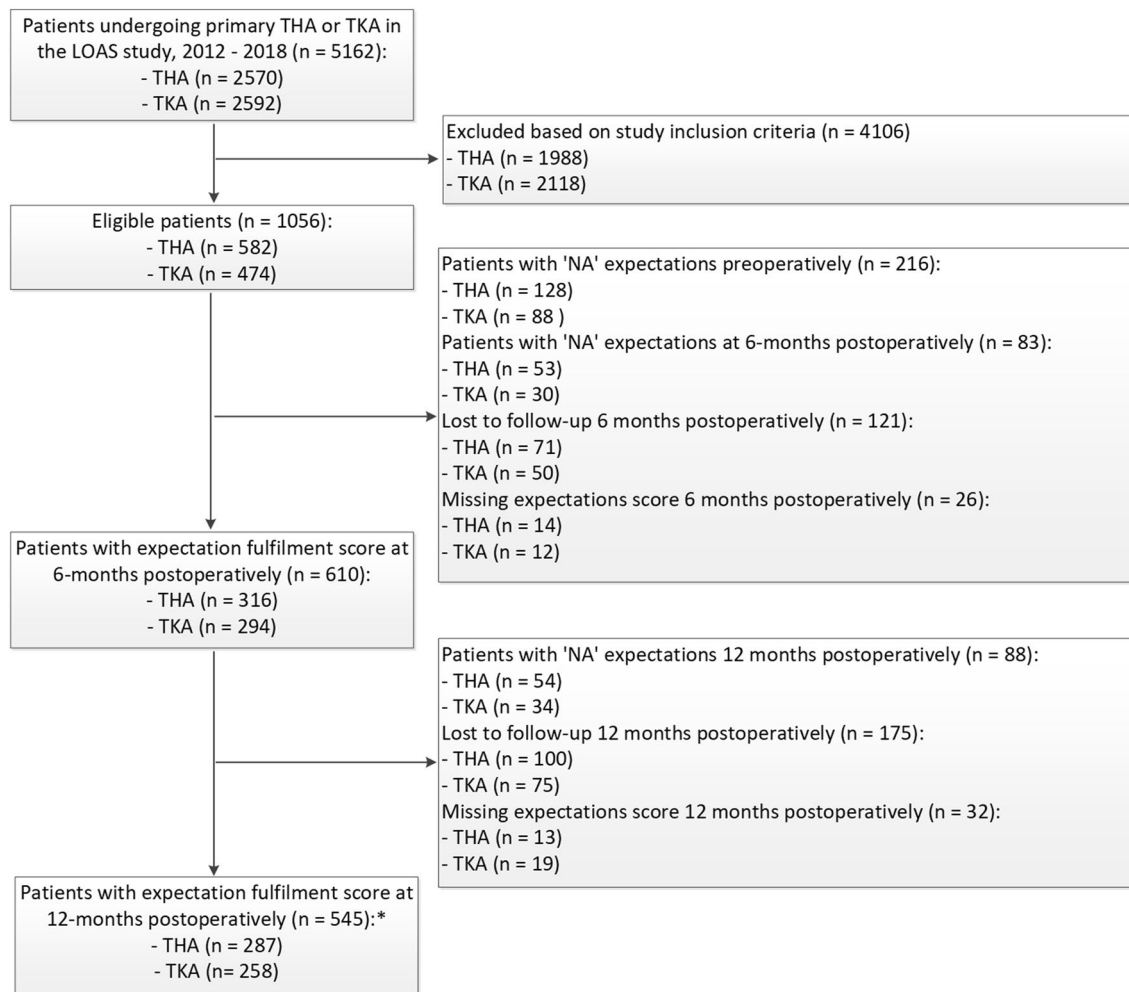 Patients undergoing primary THA or TKA in
the LOAS study, 2012 - 2018 (n = 5162):
- THA (n = 2570)
- TKA (n = 2592)
Excluded based on study inclusion criteria (n = 4106)
- THA (n = 1988)
- TKA (n = 2118)
Eligible patients (n = 1056):
- THA (n = 582)
- TKA (n = 474)
Patients with 'NA' expectations preoperatively (n = 216):
- THA (n = 128)
- TKA (n = 88 )
Patients with 'NA' expectations at 6-months postoperatively (n = 83):
- THA (n = 53)
- TKA (n = 30)
Lost to follow-up 6 months postoperatively (n = 121):
- THA (n = 71)
- TKA (n = 50)
Missing expectations score 6 months postoperatively (n = 26):
- THA (n = 14)
- TKA (n = 12)
Patients with expectation fulfilment score at
6-months postoperatively (n = 610):
- THA (n = 316)
- TKA (n = 294)
Patients with 'NA' expectations 12 months postoperatively (n = 88):
- THA (n = 54)
- TKA (n = 34)
Lost to follow-up 12 months postoperatively (n = 175):
- THA (n = 100)
- TKA (n = 75)
Missing expectations score 12 months postoperatively (n = 32):
- THA (n = 13)
- TKA (n = 19)
Patients with expectation fulfilment score at
12-months postoperatively (n = 545):*
- THA (n = 287)
- TKA (n= 258)